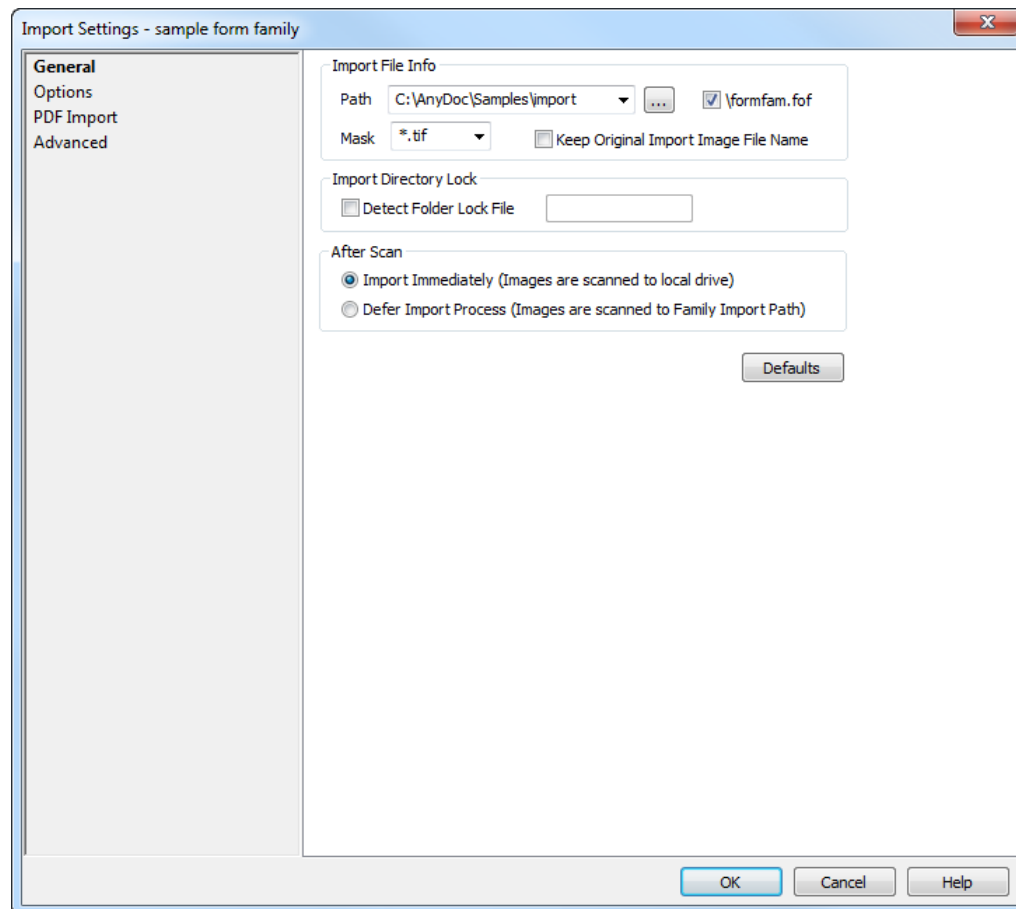 Import Settings - sample form family
General
Options
PDF Import
Advanced
Import File Info
Path C:\AnyDoc\Samples\import ... \formfam.fof
Mask *.tif Keep Original Import Image File Name
Import Directory Lock
Detect Folder Lock File
After Scan
Import Immediately (Images are scanned to local drive)
Defer Import Process (Images are scanned to Family Import Path)
Defaults
OK Cancel Help